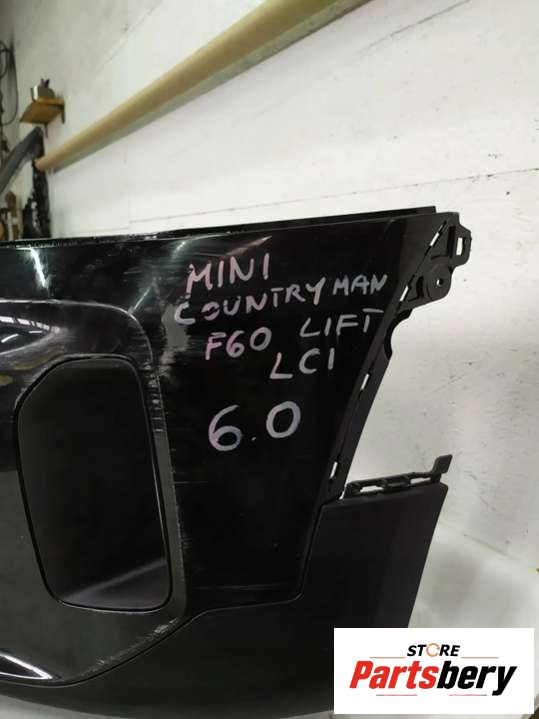 MINI
COUNTRYMAN
F60 LIFT
LCI
6.0
STORE
Partsbery